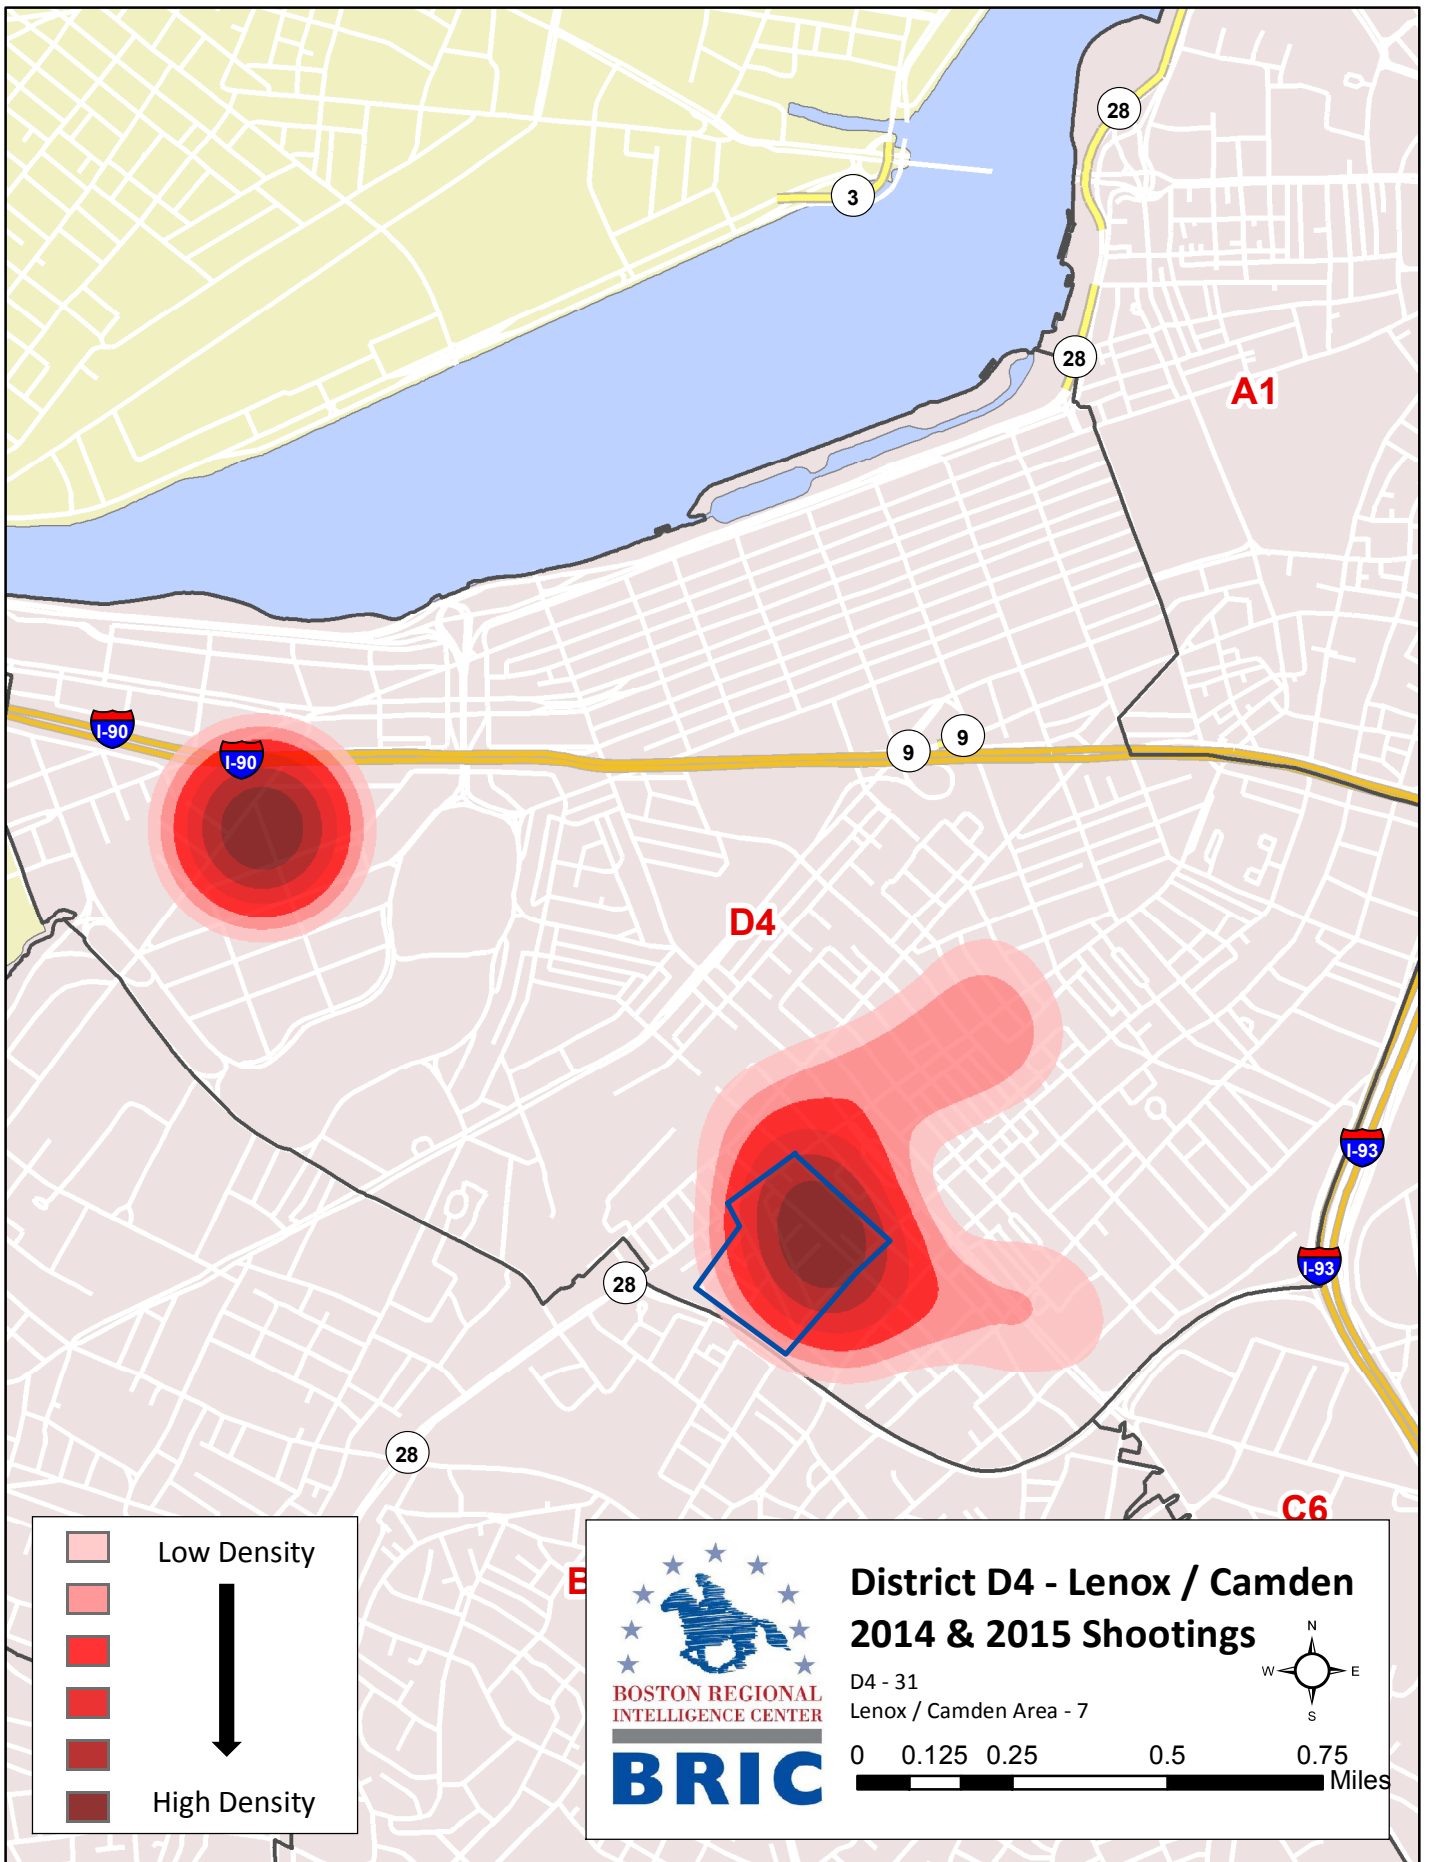 28
3
28
A1
I-90
I-90
9
9
D4
I-93
I-93
28
28
C6
B
Low Density
High Density
BOSTON REGIONAL
INTELLIGENCE CENTER
BRIC
District D4 - Lenox / Camden
2014 & 2015 Shootings
D4 - 31
Lenox / Camden Area - 7
N
W
E
S
0 0.125 0.25 0.5 0.75
Miles